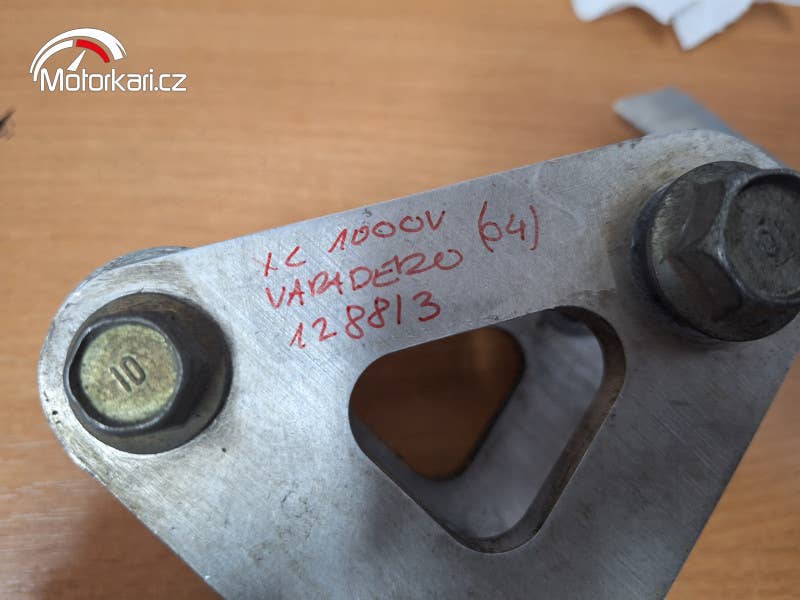 Motorkari.cz
XL 1000V (04)
VARADERO
128813
10